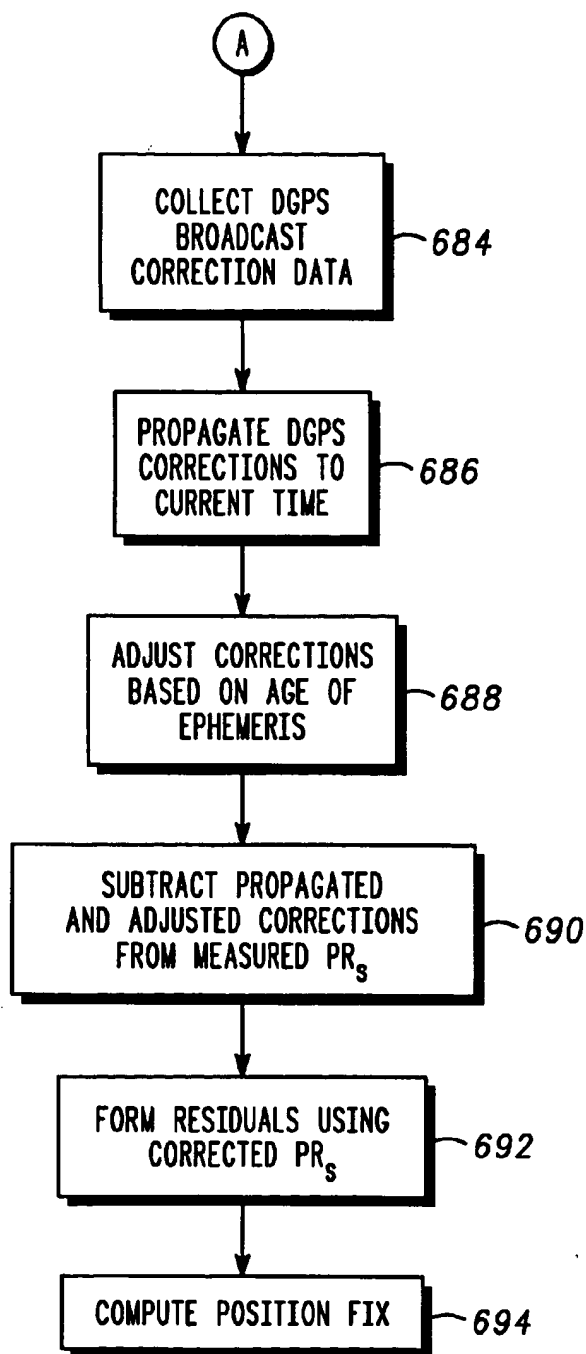 A
COLLECT DGPS
BROADCAST
CORRECTION DATA
684
PROPAGATE DGPS
CORRECTIONS TO
CURRENT TIME
686
ADJUST CORRECTIONS
BASED ON AGE OF
EPHEMERIS
688
SUBTRACT PROPAGATED
AND ADJUSTED CORRECTIONS
FROM MEASURED PRS
690
FORM RESIDUALS USING
CORRECTED PRS
692
COMPUTE POSITION FIX
694